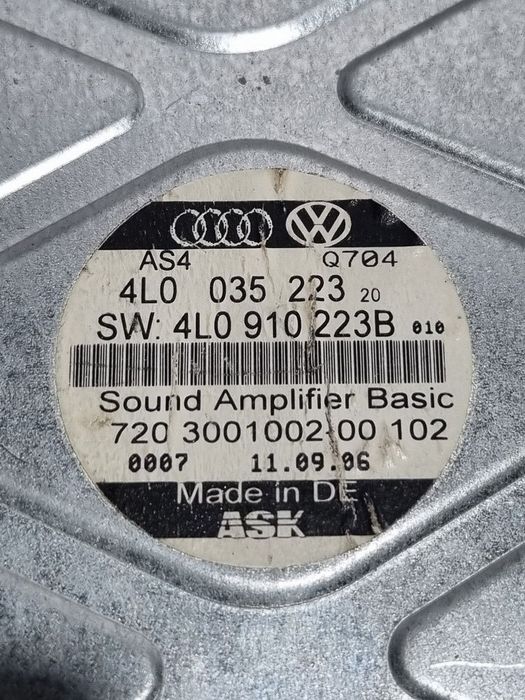 AS4 Q704
4L0 035 223 20
SW: 4L0 910 223B 010
Sound Amplifier Basic
720 3001002 00 102
0007 11.09.06
Made in DE
ASK